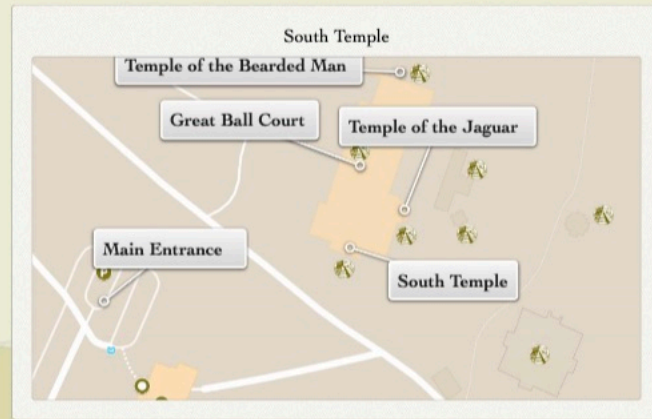 South Temple
Temple of the Bearded Man
Great Ball Court
Temple of the Jaguar
Main Entrance
P
South Temple